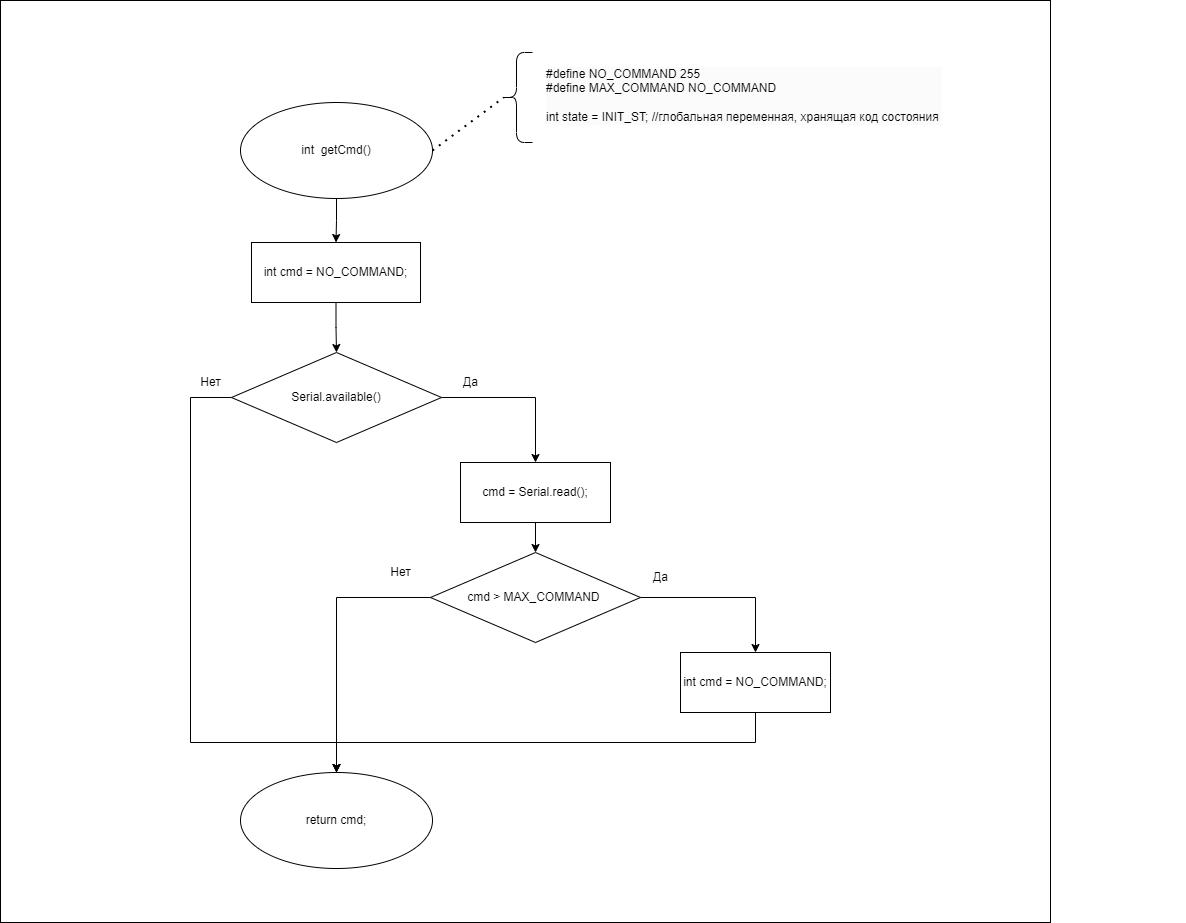 #define NO_COMMAND 255
#define MAX_COMMAND NO_COMMAND
int state = INIT_ST; //глобальная переменная, хранящая код состояния
int  getCmd()
int cmd = NO_COMMAND;
Нет
Да
Serial.available()
cmd = Serial.read();
Нет
Да
cmd > MAX_COMMAND
int cmd = NO_COMMAND;
return cmd;